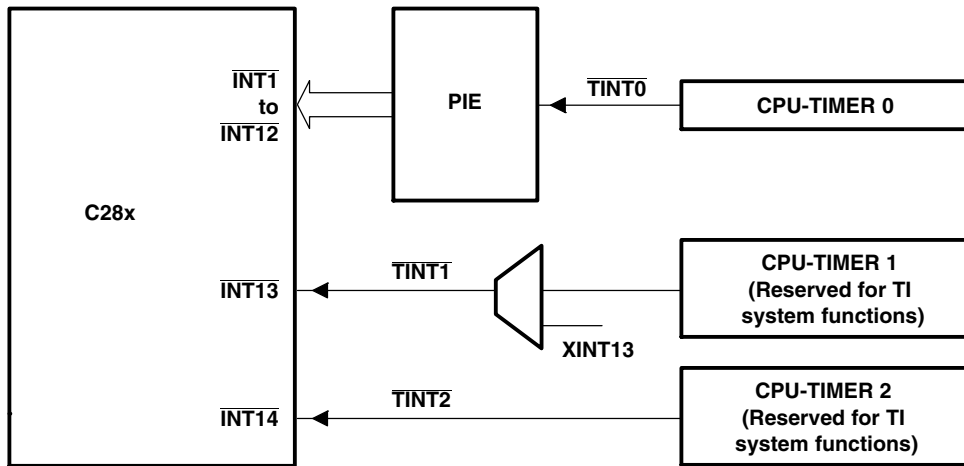 INT1
to
INT12
C28x
INT13
INT14
PIE
TINT0
CPU-TIMER 0
TINT1
XINT13
CPU-TIMER 1
(Reserved for TI
system functions)
TINT2
CPU-TIMER 2
(Reserved for TI
system functions)